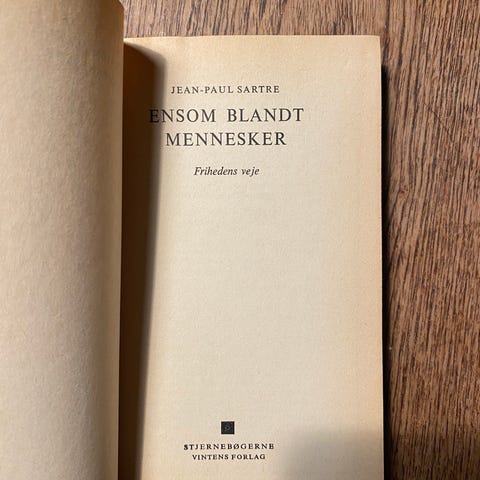 JEAN-PAUL SARTRE
ENSOM BLANDT
MENNESKER
Frihedens veje
STJERNEBØGERNE
VINTENS FORLAG